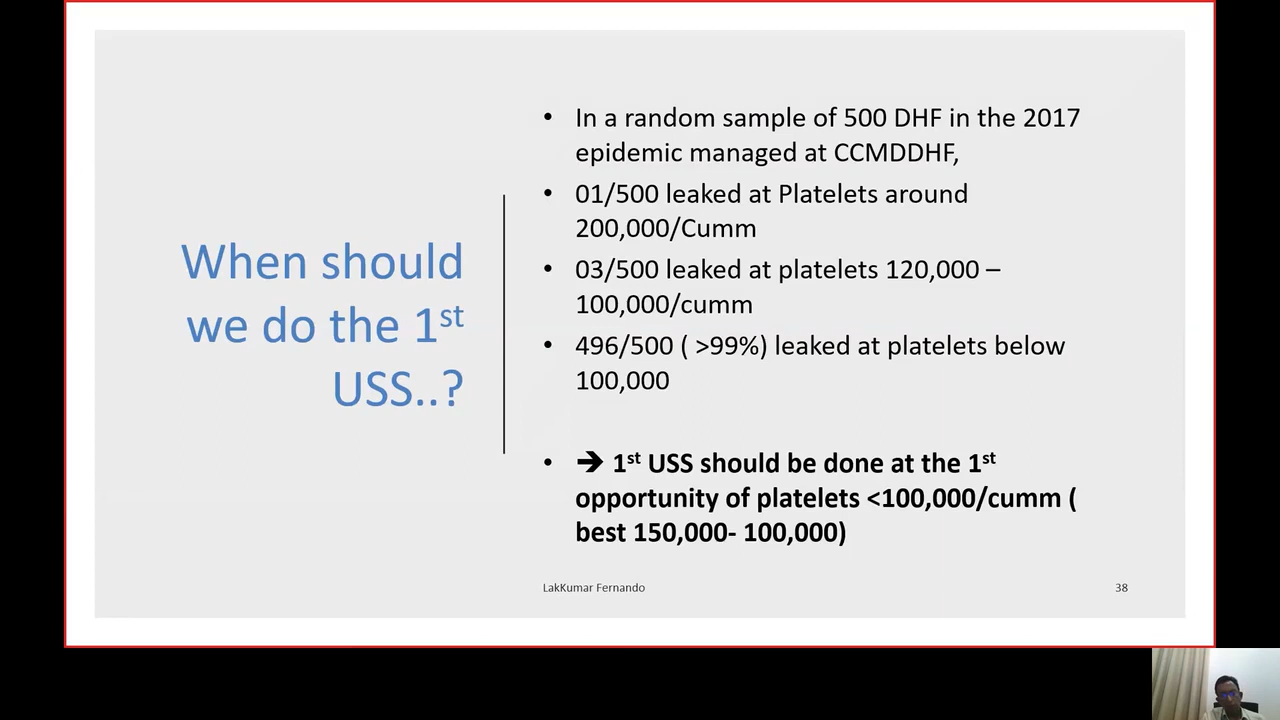 When should
we do the 1st
USS..?
• In a random sample of 500 DHF in the 2017
epidemic managed at CCMDDHF,
• 01/500 leaked at Platelets around
200,000/Cumm
• 03/500 leaked at platelets 120,000 –
100,000/cumm
• 496/500 ( >99%) leaked at platelets below
100,000
• ➔ 1st USS should be done at the 1st
opportunity of platelets <100,000/cumm (
best 150,000- 100,000)
LakKumar Fernando
38